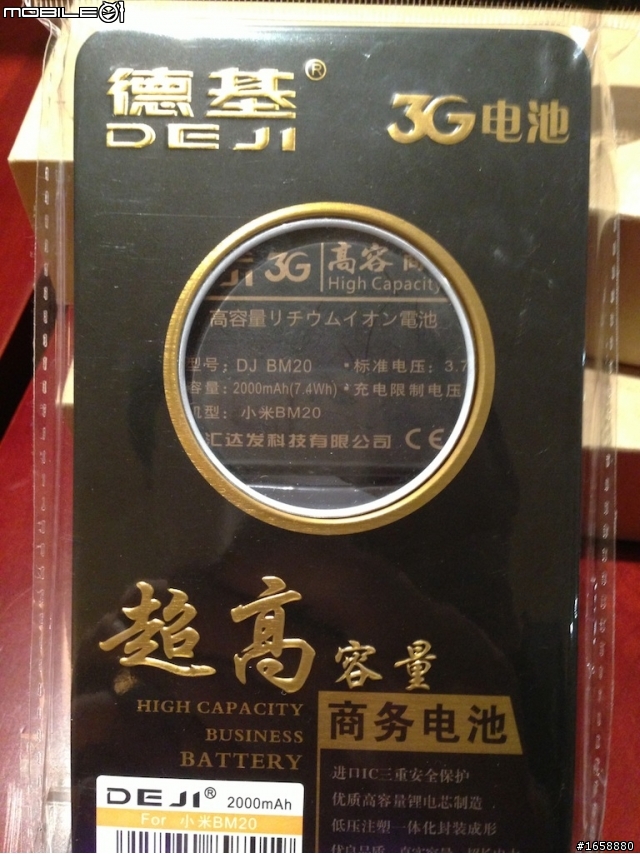 MOBILE01
德基®
DEJI
3G电池
JI 3G 高容
High Capacity
高容量リチウムイオン電池
型号: DJ BM20 *标准电压: 3.7
容量: 2000mAh(7.4Wh) *充电限制电压
机型: 小米BM20
汇达发科技有限公司 CE
超高容量
HIGH CAPACITY
BUSINESS
BATTERY
商务电池
进口IC三重安全保护
优质高容量锂电芯制造
低压注塑一体化封装成形
DEJI® 2000mAh
For 小米BM20
#1658880